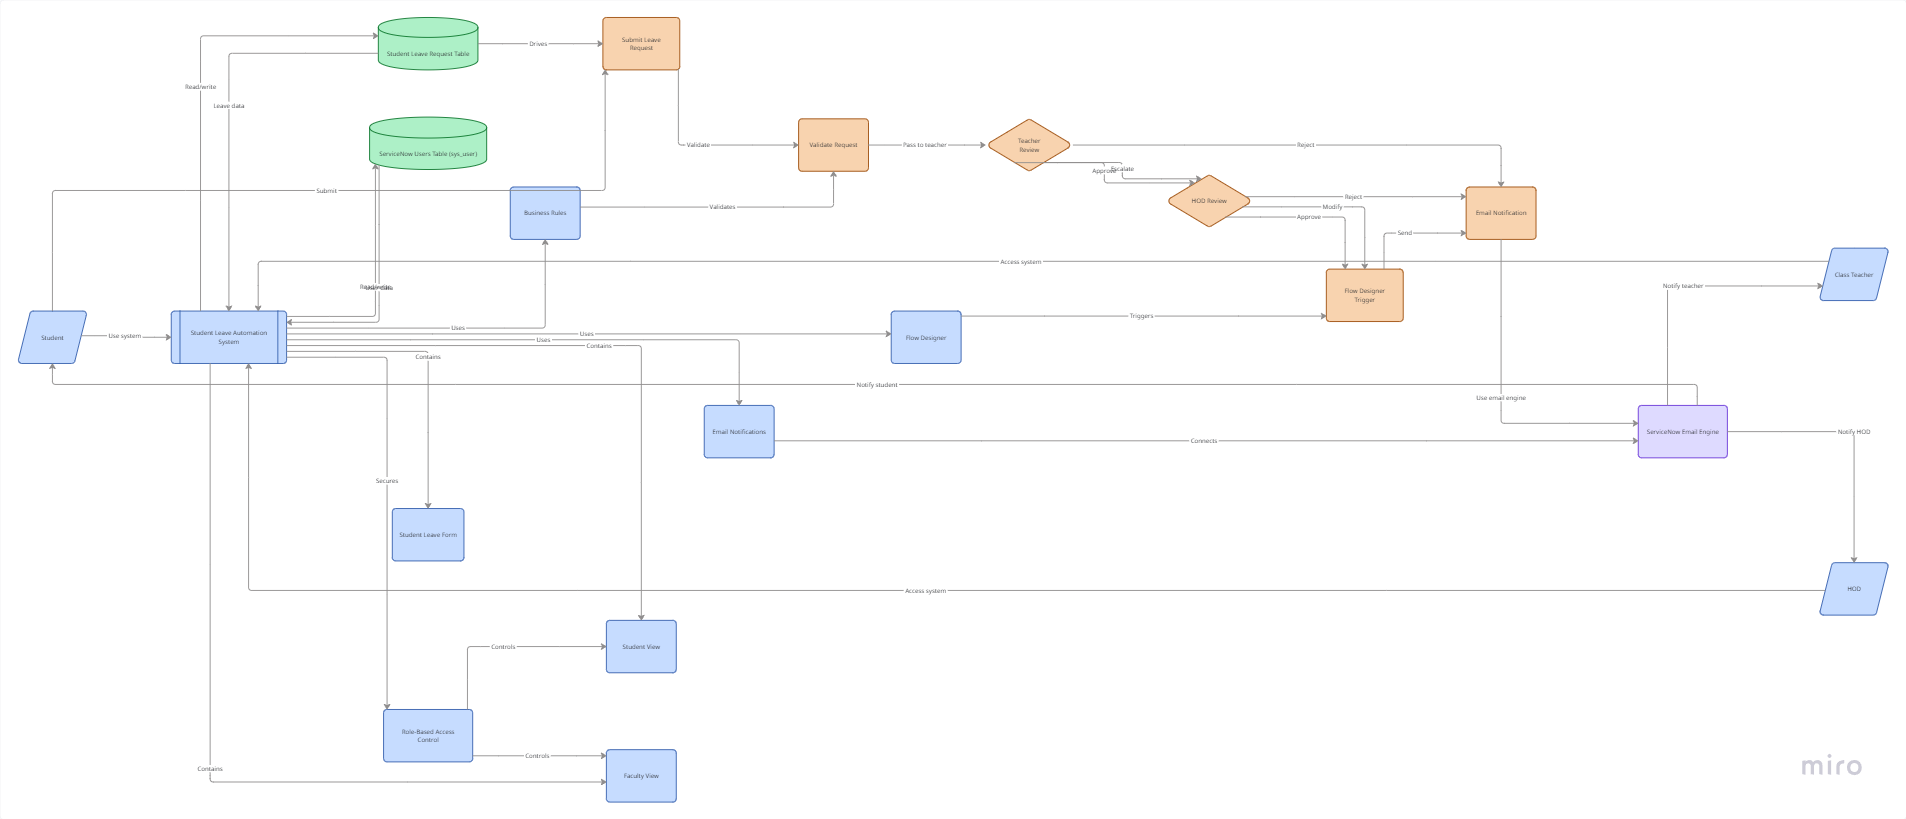 Student Leave Request Table
Drives
Submit Leave
Request
Read/write
Leave data
ServiceNow Users Table (sys_user)
Validate
Validate Request
Pass to teacher
Teacher
Review
Reject
Approve
Escalate
Submit
Business Rules
Validates
HOD Review
Reject
Modify
Approve
Send
Email Notification
Access system
Class Teacher
Notify teacher
Read/write
User data
Flow Designer
Trigger
Student
Use system
Student Leave Automation
System
Uses
Uses
Uses
Contains
Contains
Flow Designer
Triggers
Notify student
Use email engine
Email Notifications
Connects
ServiceNow Email Engine
Notify HOD
Secures
Student Leave Form
Access system
HOD
Controls
Student View
Role-Based Access
Control
Controls
Contains
Faculty View
miro